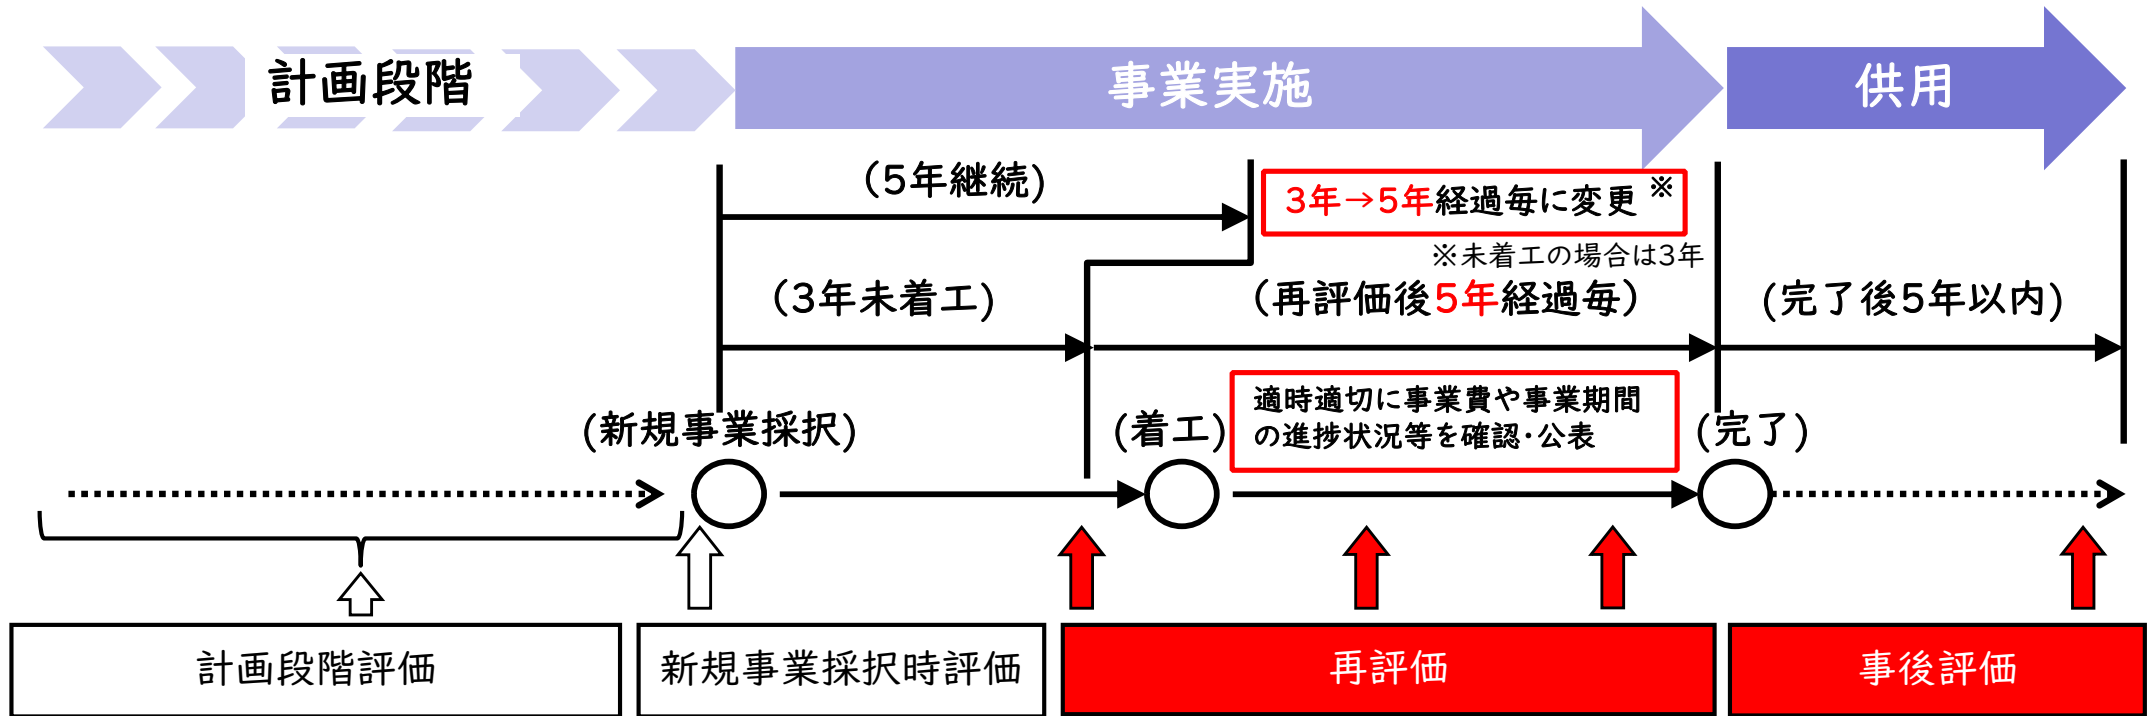 計画段階
事業実施
供用
(5年継続)
3年→5年経過毎に変更 ※
※未着工の場合は3年
(3年未着工)
(再評価後5年経過毎)
(完了後5年以内)
(新規事業採択)
(着工)
適時適切に事業費や事業期間
の進捗状況等を確認・公表
(完了)
計画段階評価
新規事業採択時評価
再評価
事後評価